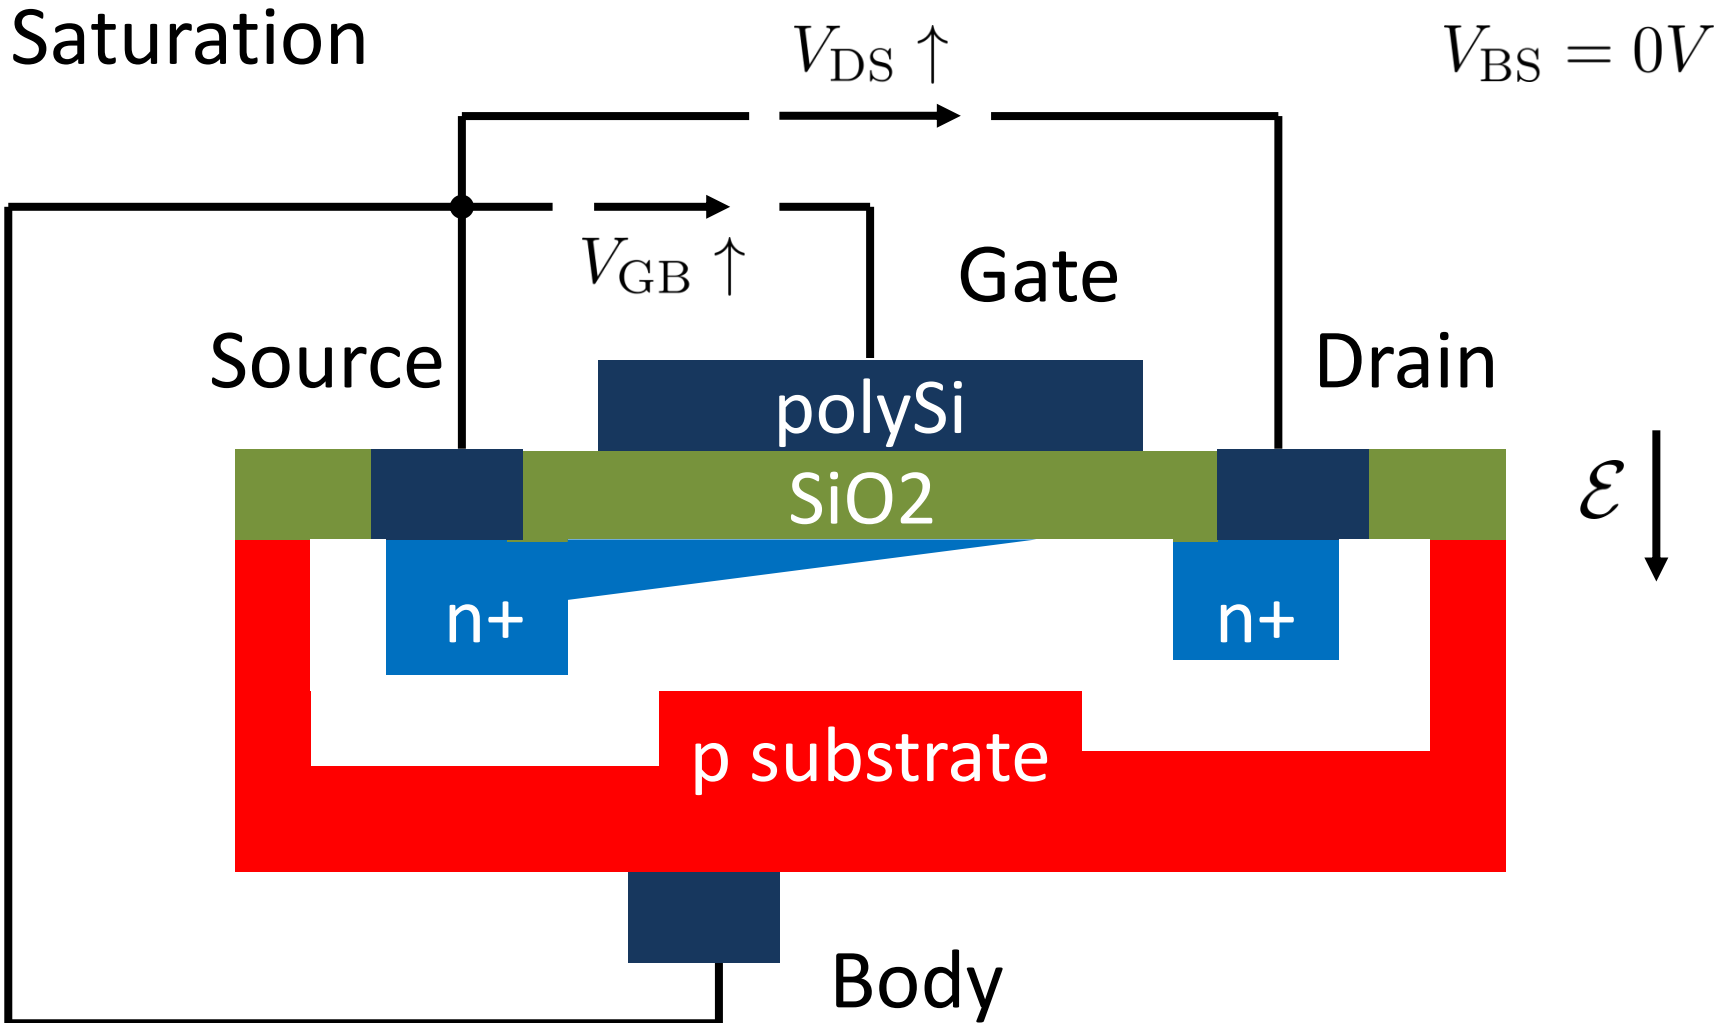 Saturation
V_DS ↑
V_BS = 0V
V_GB ↑
Gate
Source
Drain
polySi
SiO2
ℰ
n+
n+
p substrate
Body